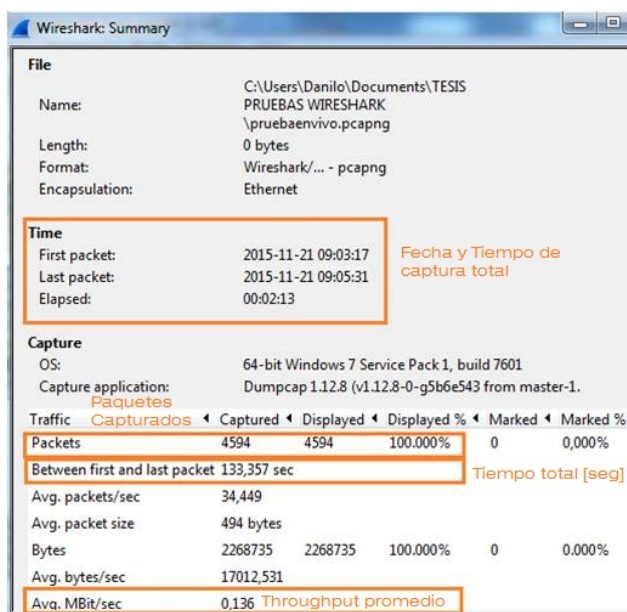 Wireshark: Summary
File
C:\Users\Danilo\Documents\TESIS
Name: PRUEBAS WIRESHARK
\pruebaenvivo.pcapng
Length: 0 bytes
Format: Wireshark/... - pcapng
Encapsulation: Ethernet
Time
First packet: 2015-11-21 09:03:17
Last packet: 2015-11-21 09:05:31
Elapsed: 00:02:13
Fecha y Tiempo de
captura total
Capture
OS: 64-bit Windows 7 Service Pack 1, build 7601
Capture application: Dumpcap 1.12.8 (v1.12.8-0-g5b6e543 from master-1.
Paquetes
Capturados
Traffic Captured Displayed Displayed % Marked Marked %
Packets 4594 4594 100.000% 0 0,000%
Between first and last packet 133,357 sec
Tiempo total [seg]
Avg. packets/sec 34,449
Avg. packet size 494 bytes
Bytes 2268735 2268735 100.000% 0 0.000%
Avg. bytes/sec 17012,531
Avg. MBit/sec 0,136 Throughput promedio